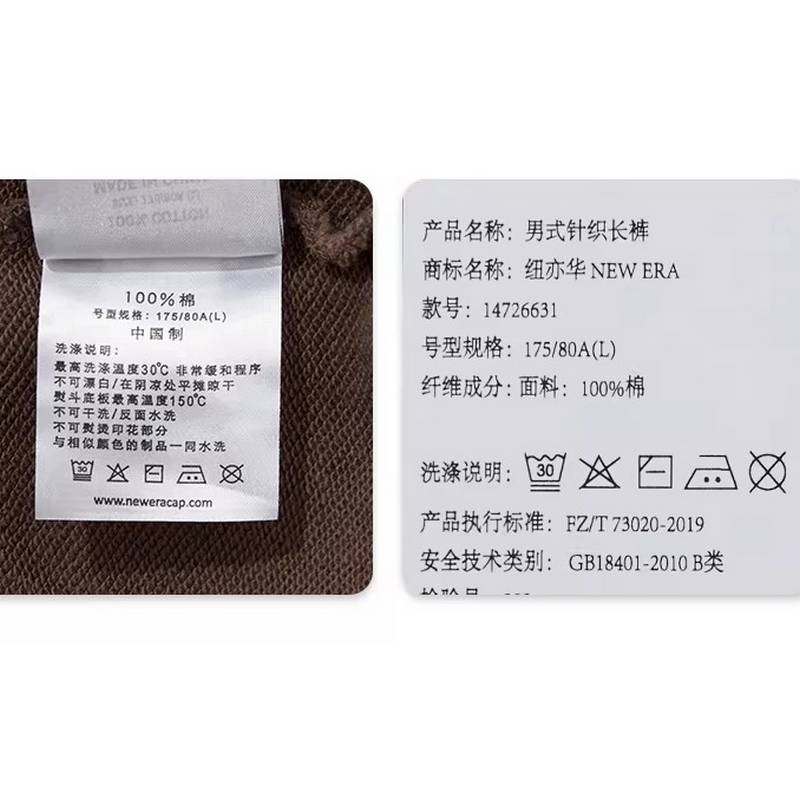 100% COTTON
100%棉
号型规格：175/80A(L)
中国制
洗涤说明：
最高洗涤温度30℃ 非常缓和程序
不可漂白/在阴凉处平摊晾干
熨斗底板最高温度150℃
不可干洗/反面水洗
不可熨烫印花部分
与相似颜色的制品一同水洗
30
www.neweracap.com
产品名称：男式针织长裤
商标名称：纽亦华 NEW ERA
款号：14726631
号型规格：175/80A(L)
纤维成分：面料：100%棉
洗涤说明：30
产品执行标准：FZ/T 73020-2019
安全技术类别：GB18401-2010 B类